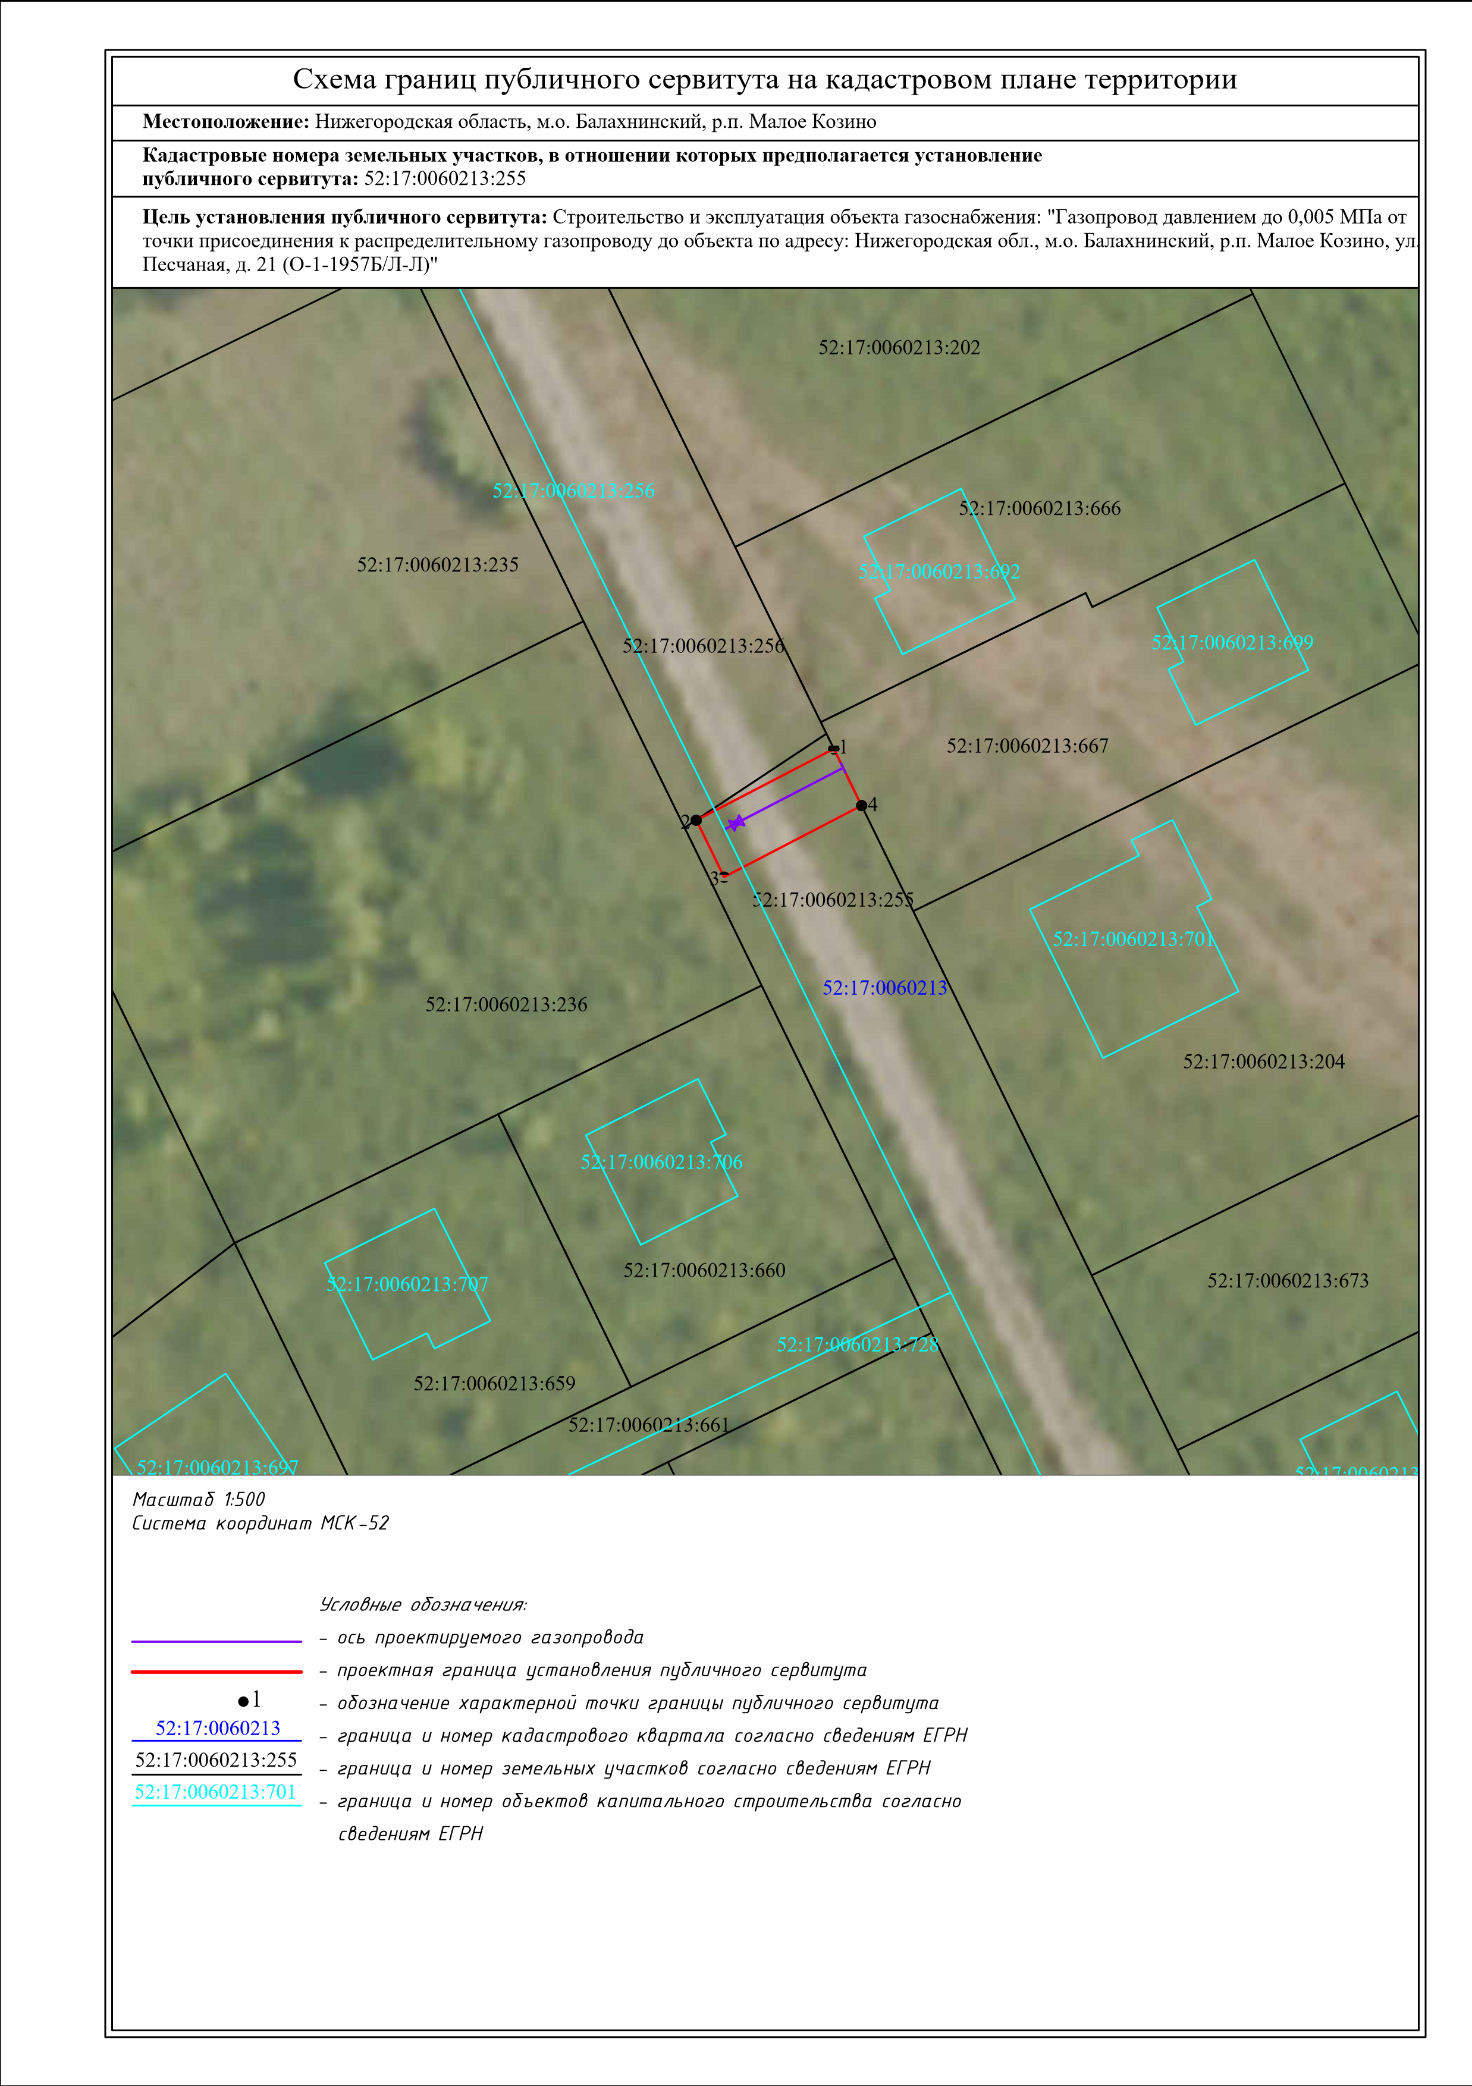 Схема границ публичного сервитута на кадастровом плане территории
Местоположение: Нижегородская область, м.о. Балахнинский, р.п. Малое Козино
Кадастровые номера земельных участков, в отношении которых предполагается установление
публичного сервитута: 52:17:0060213:255
Цель установления публичного сервитута: Строительство и эксплуатация объекта газоснабжения: "Газопровод давлением до 0,005 МПа от
точки присоединения к распределительному газопроводу до объекта по адресу: Нижегородская обл., м.о. Балахнинский, р.п. Малое Козино, ул.
Песчаная, д. 21 (О-1-1957Б/Л-Л)"
52:17:0060213:202
52:17:0060213:256
52:17:0060213:666
52:17:0060213:235
52:17:0060213:692
52:17:0060213:256
52:17:0060213:699
1
52:17:0060213:667
4
2
3
52:17:0060213:255
52:17:0060213:701
52:17:0060213
52:17:0060213:236
52:17:0060213:204
52:17:0060213:706
52:17:0060213:660
52:17:0060213:673
52:17:0060213:707
52:17:0060213:728
52:17:0060213:659
52:17:0060213:661
52:17:0060213:697
52:17:0060213
Масштаб 1:500
Система координат МСК-52
Условные обозначения:
- ось проектируемого газопровода
- проектная граница установления публичного сервитута
1 - обозначение характерной точки границы публичного сервитута
52:17:0060213 - граница и номер кадастрового квартала согласно сведениям ЕГРН
52:17:0060213:255 - граница и номер земельных участков согласно сведениям ЕГРН
52:17:0060213:701 - граница и номер объектов капитального строительства согласно
сведениям ЕГРН